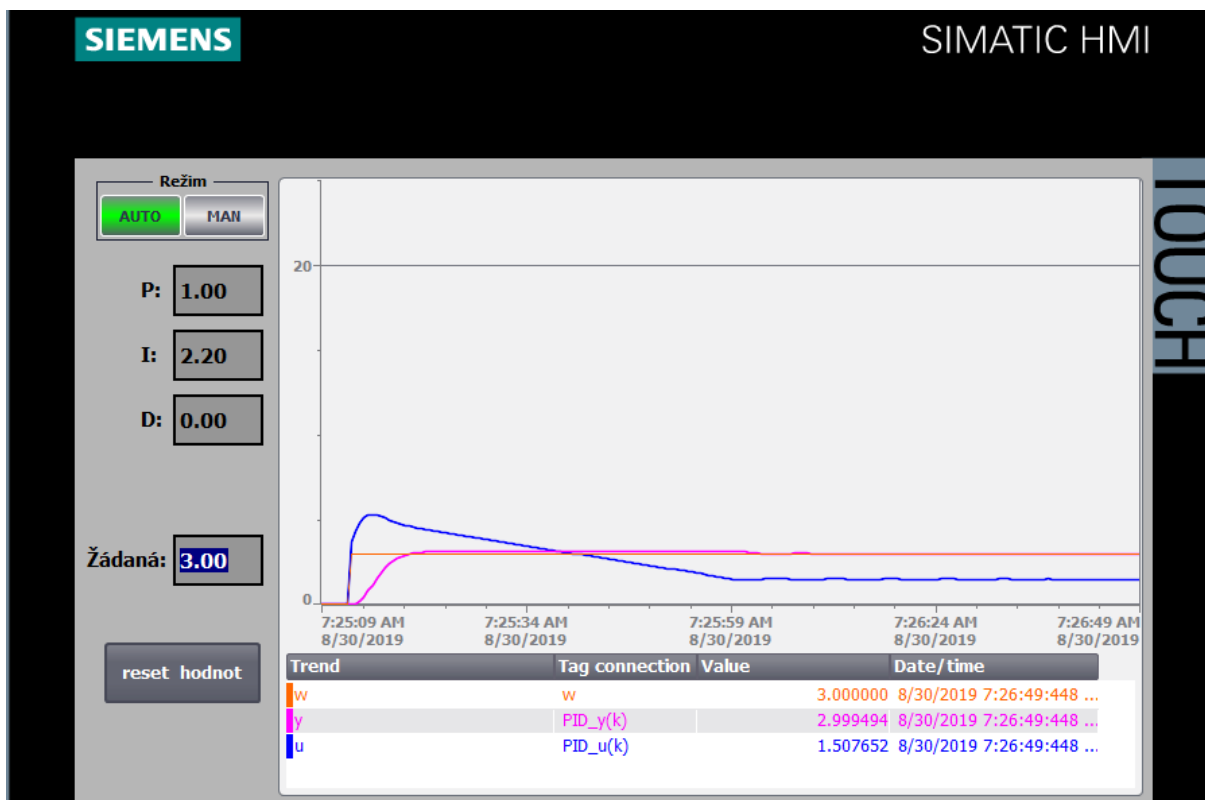 SIEMENS
SIMATIC HMI
TOUCH
Režim
AUTO MAN
P: 1.00
I: 2.20
D: 0.00
Žádaná: 3.00
reset hodnot
20
0
7:25:09 AM 7:25:34 AM 7:25:59 AM 7:26:24 AM 7:26:49 AM
8/30/2019 8/30/2019 8/30/2019 8/30/2019 8/30/2019
Trend Tag connection Value Date/time
w w 3.000000 8/30/2019 7:26:49:448 ...
y PID_y(k) 2.999494 8/30/2019 7:26:49:448 ...
u PID_u(k) 1.507652 8/30/2019 7:26:49:448 ...